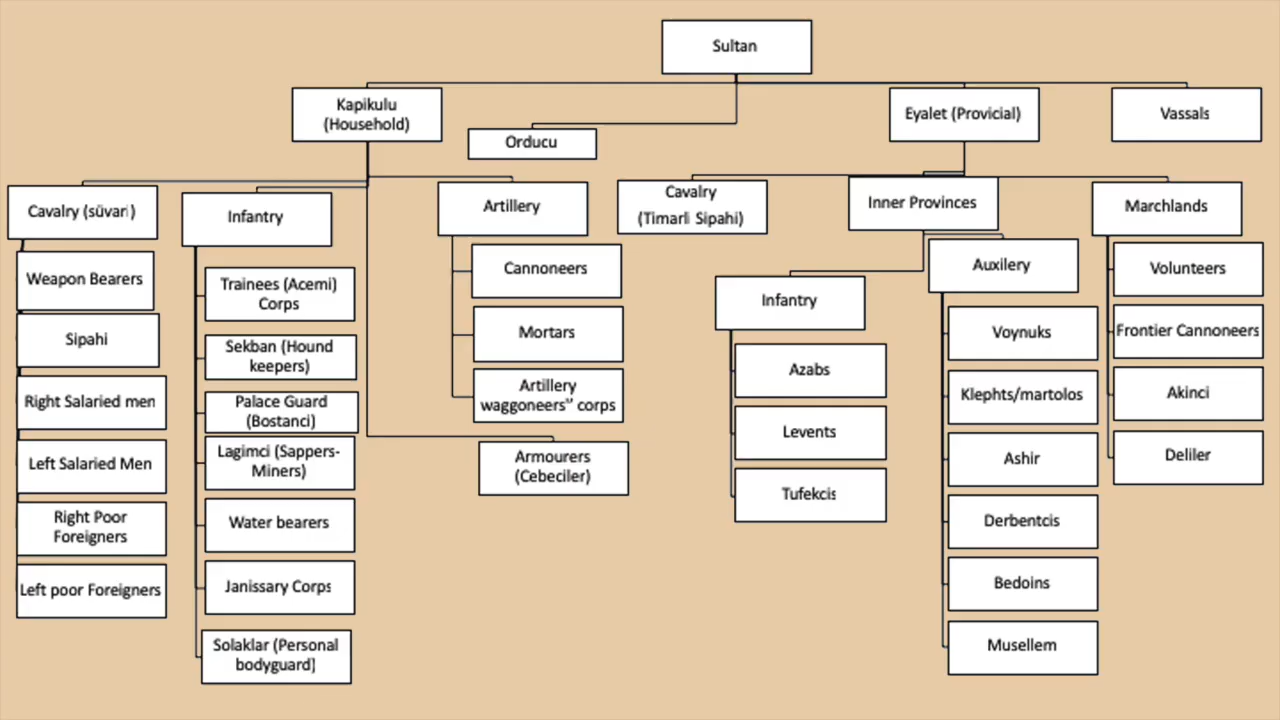 Sultan
Kapikulu
(Household)
Orducu
Eyalet (Provicial)
Vassals
Cavalry (süvari)
Weapon Bearers
Sipahi
Right Salaried men
Left Salaried Men
Right Poor
Foreigners
Left poor Foreigners
Infantry
Trainees (Acemi)
Corps
Sekban (Hound
keepers)
Palace Guard
(Bostanci)
Lagimci (Sappers-
Miners)
Water bearers
Janissary Corps
Solaklar (Personal
bodyguard)
Artillery
Cannoneers
Mortars
Artillery
waggoneers” corps
Armourers
(Cebeciler)
Cavalry
(Timarli Sipahi)
Inner Provinces
Infantry
Azabs
Levents
Tufekcis
Auxilery
Voynuks
Klephts/martolos
Ashir
Derbentcis
Bedoins
Musellem
Marchlands
Volunteers
Frontier Cannoneers
Akinci
Deliler